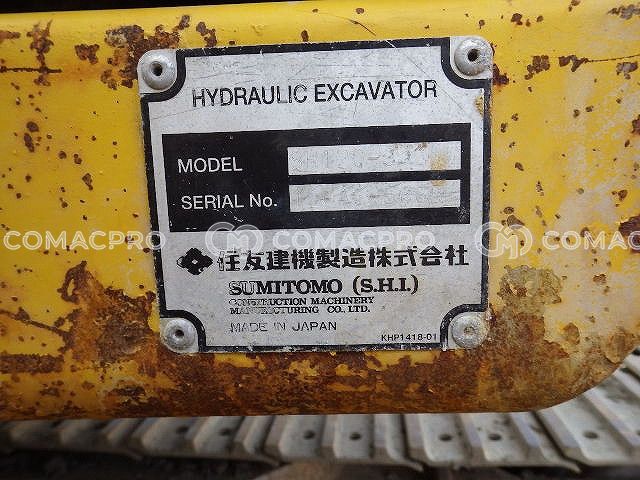 HYDRAULIC EXCAVATOR
MODEL
SERIAL No.
COMACPRO COMACPRO COMACPRO
住友建機製造株式会社
SUMITOMO (S.H.I.)
CONSTRUCTION MACHINERY
MANUFACTURING CO., LTD.
MADE IN JAPAN
KHP1418-01